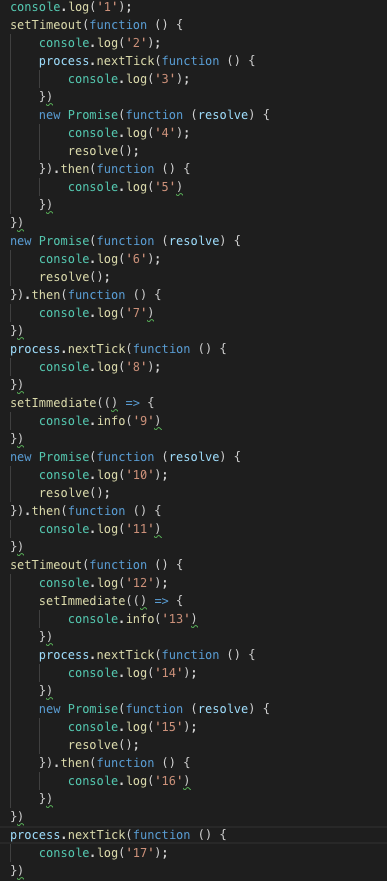 console.log('1');
setTimeout(function () {
    console.log('2');
    process.nextTick(function () {
        console.log('3');
    })
    new Promise(function (resolve) {
        console.log('4');
        resolve();
    }).then(function () {
        console.log('5')
    })
})
new Promise(function (resolve) {
    console.log('6');
    resolve();
}).then(function () {
    console.log('7')
})
process.nextTick(function () {
    console.log('8');
})
setImmediate(() => {
    console.info('9')
})
new Promise(function (resolve) {
    console.log('10');
    resolve();
}).then(function () {
    console.log('11')
})
setTimeout(function () {
    console.log('12');
    setImmediate(() => {
        console.info('13')
    })
    process.nextTick(function () {
        console.log('14');
    })
    new Promise(function (resolve) {
        console.log('15');
        resolve();
    }).then(function () {
        console.log('16')
    })
})
process.nextTick(function () {
    console.log('17');
})